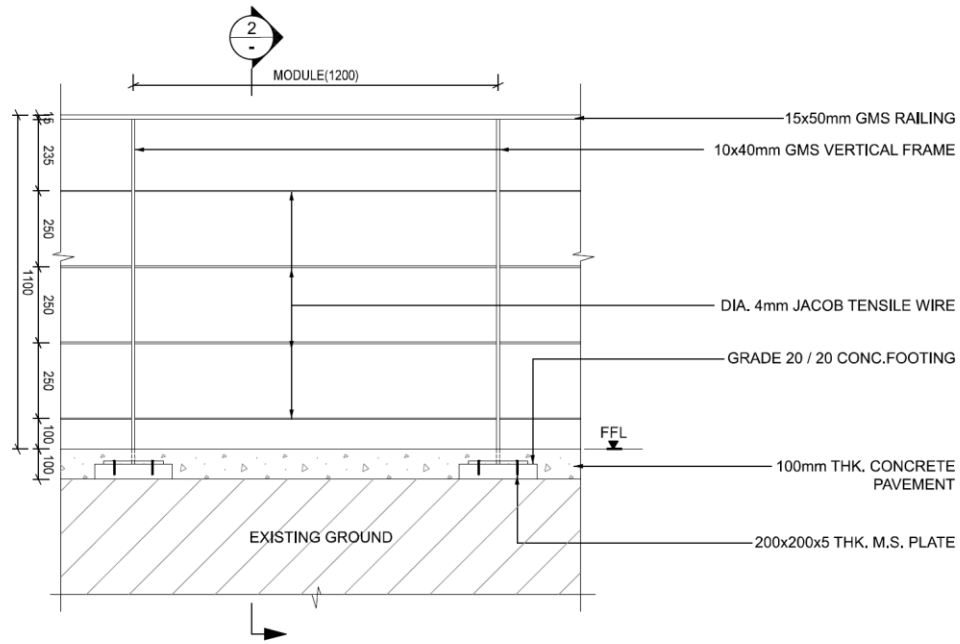 2
-
MODULE(1200)
15x50mm GMS RAILING
10x40mm GMS VERTICAL FRAME
DIA. 4mm JACOB TENSILE WIRE
GRADE 20 / 20 CONC.FOOTING
FFL
100mm THK. CONCRETE
PAVEMENT
200x200x5 THK. M.S. PLATE
EXISTING GROUND
15
235
250
250
250
100
100
1100